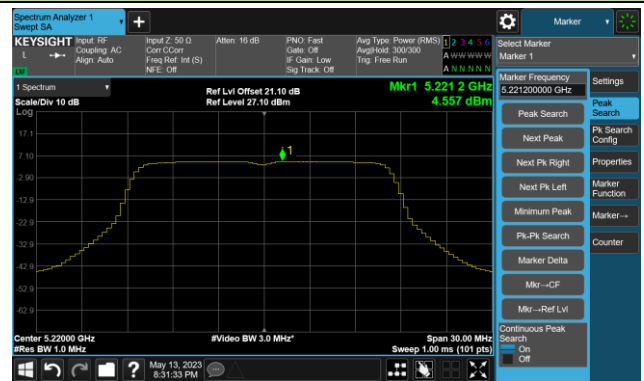 Spectrum Analyzer 1
Swept SA
Marker
KEYSIGHT
L
Input: RF
Coupling: AC
Align: Auto
Input Z: 50 Ω
Corr CCorr
Freq Ref: Int (S)
NFE: Off
Atten: 16 dB
PNO: Fast
Gate: Off
IF Gain: Low
Sig Track: Off
Avg Type: Power (RMS)
Avg|Hold: 300/300
Trig: Free Run
1 2 3 4 5 6
A W W W W W
A N N N N N
LW
Select Marker
Marker 1
1 Spectrum
Scale/Div 10 dB
Log
Ref Lvl Offset 21.10 dB
Ref Level 27.10 dBm
Mkr1 5.221 2 GHz
4.557 dBm
17.1
7.10
-2.90
-12.9
-22.9
-32.9
-42.9
-52.9
-62.9
1
Center 5.22000 GHz
#Res BW 1.0 MHz
#Video BW 3.0 MHz*
Span 30.00 MHz
Sweep 1.00 ms (101 pts)
Marker Frequency
5.221200000 GHz
Peak Search
Next Peak
Next Pk Right
Next Pk Left
Minimum Peak
Pk-Pk Search
Marker Delta
Mkr→CF
Mkr→Ref Lvl
Continuous Peak
Search
On
Off
Settings
Peak
Search
Pk Search
Config
Properties
Marker
Function
Marker→
Counter
May 13, 2023
8:31:33 PM